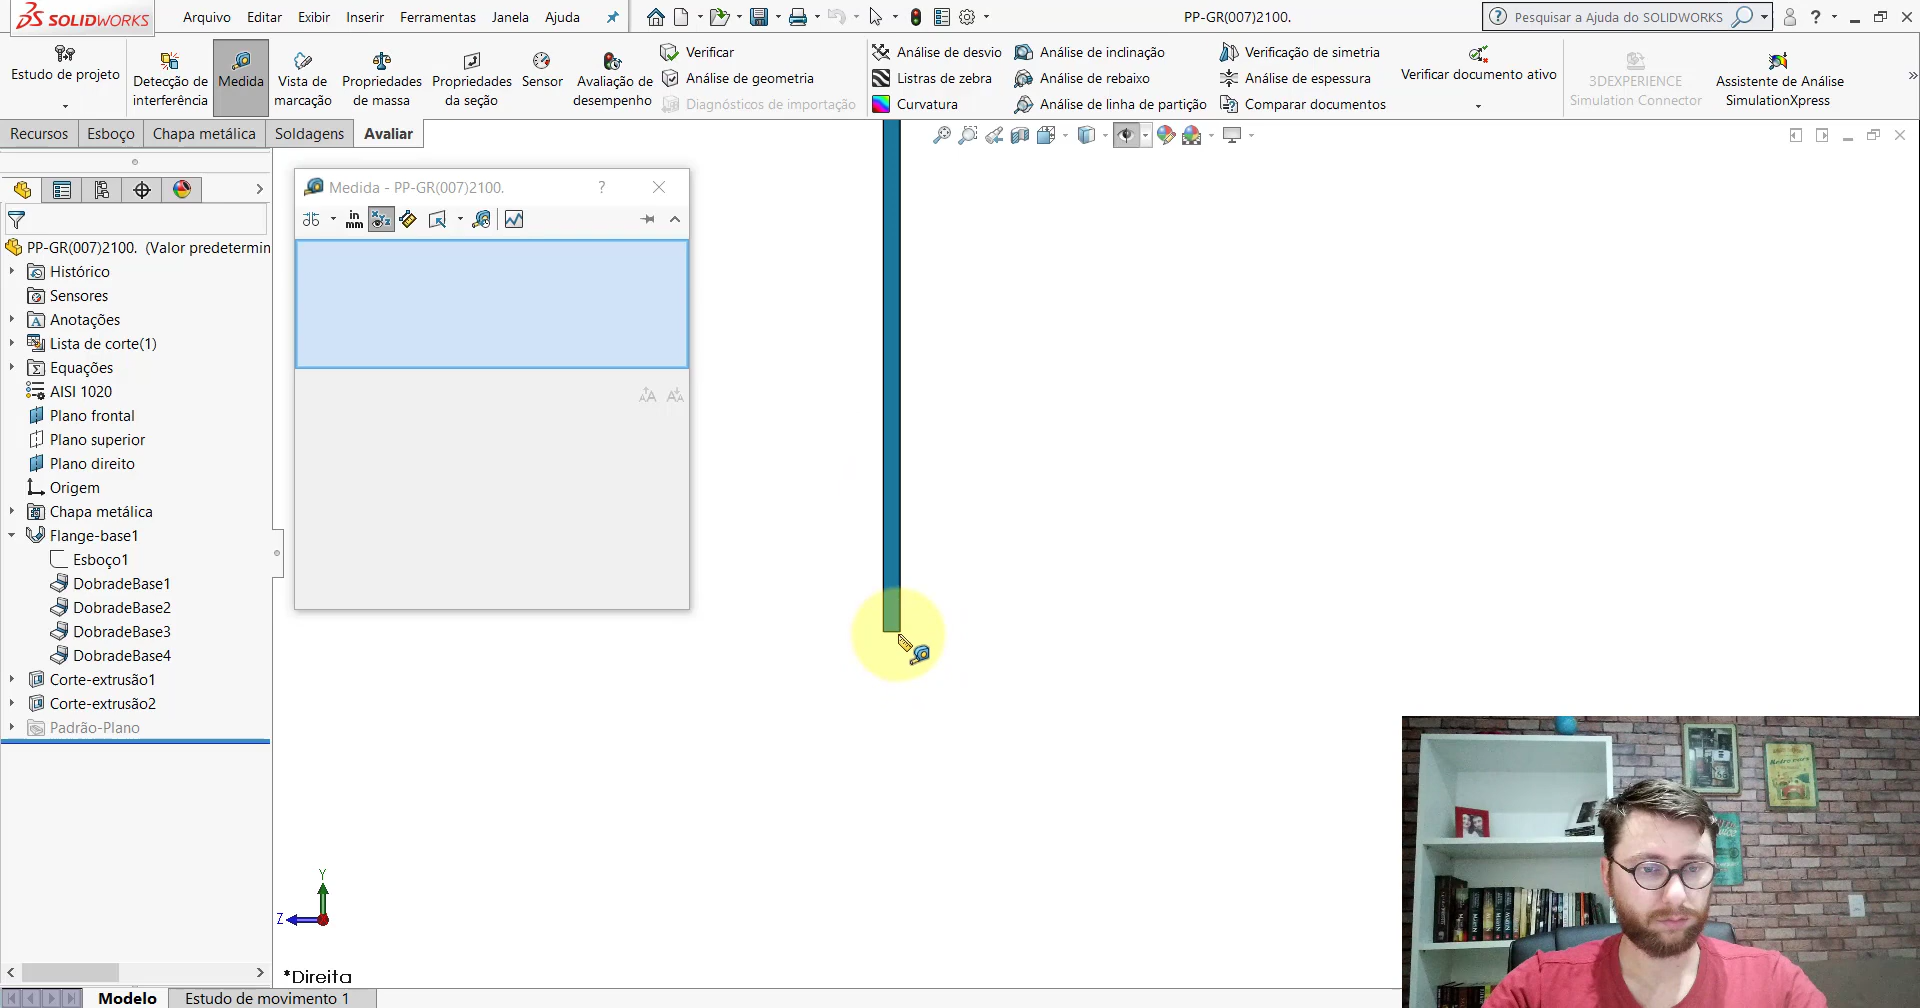 SOLIDWORKS
Arquivo Editar Exibir Inserir Ferramentas Janela Ajuda
PP-GR(007)2100.
Pesquisar a Ajuda do SOLIDWORKS
Estudo de projeto
Detecção de interferência
Medida
Vista de marcação
Propriedades de massa
Propriedades da seção
Sensor
Avaliação de desempenho
Verificar
Análise de geometria
Diagnósticos de importação
Análise de desvio
Listras de zebra
Curvatura
Análise de inclinação
Análise de rebaixo
Análise de linha de partição
Verificação de simetria
Análise de espessura
Comparar documentos
Verificar documento ativo
3DEXPERIENCE Simulation Connector
Assistente de Análise SimulationXpress
Recursos Esboço Chapa metálica Soldagens Avaliar
Medida - PP-GR(007)2100.
?
in
mm
PP-GR(007)2100. (Valor predetermin
Histórico
Sensores
Anotações
Lista de corte(1)
Equações
AISI 1020
Plano frontal
Plano superior
Plano direito
Origem
Chapa metálica
Flange-base1
Esboço1
DobradeBase1
DobradeBase2
DobradeBase3
DobradeBase4
Corte-extrusão1
Corte-extrusão2
Padrão-Plano
Y
Z
*Direita
Modelo Estudo de movimento 1